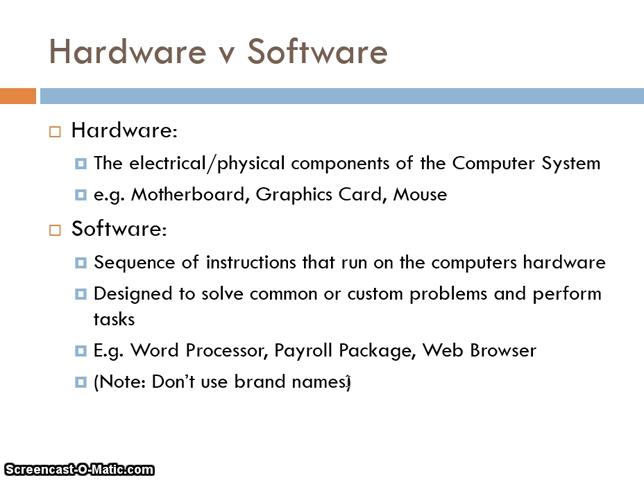 Hardware v Software
Hardware:
The electrical/physical components of the Computer System
e.g. Motherboard, Graphics Card, Mouse
Software:
Sequence of instructions that run on the computers hardware
Designed to solve common or custom problems and perform
tasks
E.g. Word Processor, Payroll Package, Web Browser
(Note: Don't use brand names)
Screencast-O-Matic.com